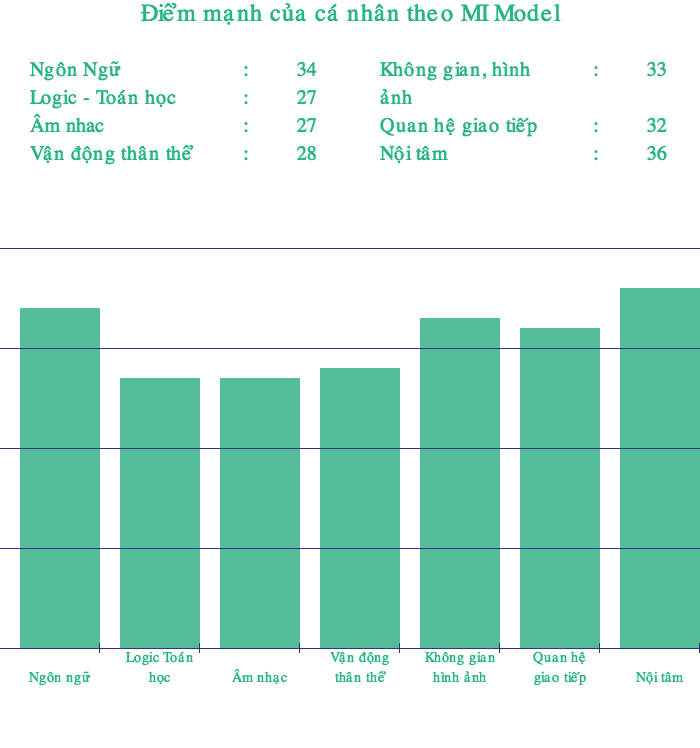 Điểm mạnh của cá nhân theo MI Model
Ngôn Ngữ : 34
Logic - Toán học : 27
Âm nhac : 27
Vận động thân thể : 28
Không gian, hình : 33
ảnh
Quan hệ giao tiếp : 32
Nội tâm : 36
Ngôn ngữ
Logic Toán
học
Âm nhạc
Vận động
thân thể
Không gian
hình ảnh
Quan hệ
giao tiếp
Nội tâm